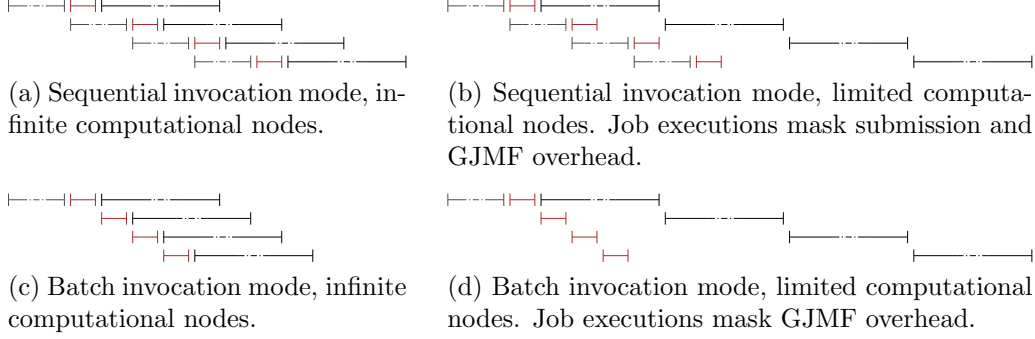 (a) Sequential invocation mode, in-
finite computational nodes.
(b) Sequential invocation mode, limited computa-
tional nodes. Job executions mask submission and
GJMF overhead.
(c) Batch invocation mode, infinite
computational nodes.
(d) Batch invocation mode, limited computational
nodes. Job executions mask GJMF overhead.